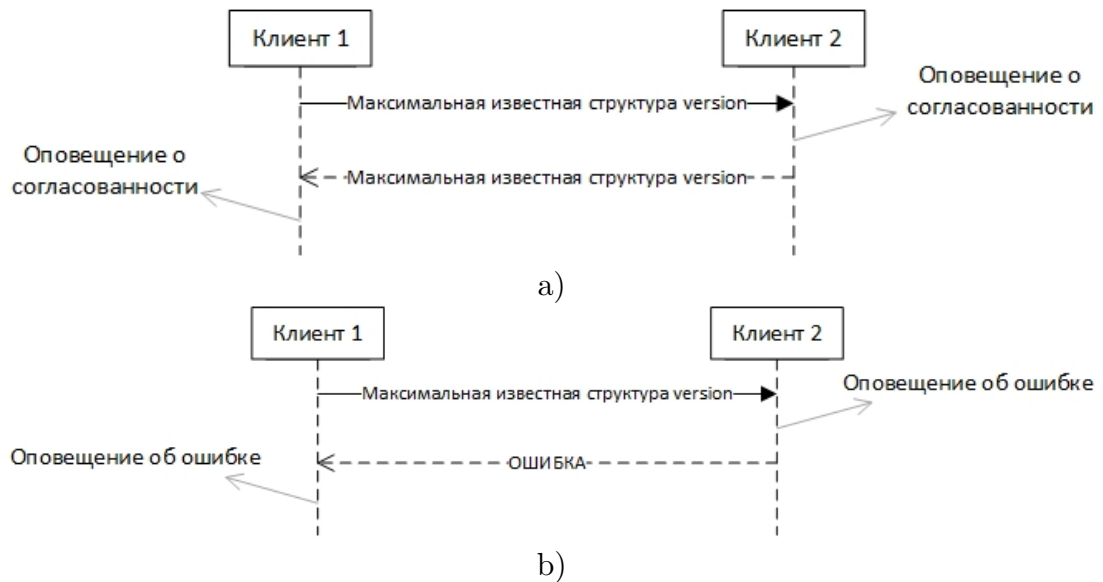 Клиент 1
Клиент 2
Оповещение о
согласованности
Максимальная известная структура version
Оповещение о
согласованности
Максимальная известная структура version
a)
Клиент 1
Клиент 2
Оповещение об ошибке
Максимальная известная структура version
Оповещение об ошибке
ОШИБКА
b)